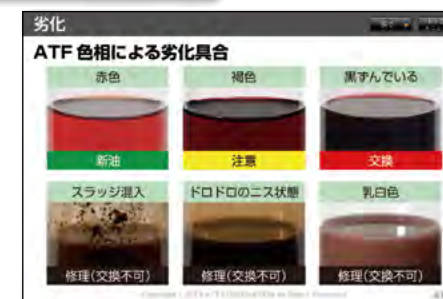 劣化
ATF 色相による劣化具合
赤色 褐色 黒ずんでいる
新油 注意 交換
スラッジ混入 ドロドロのニス状態 乳白色
修理(交換不可) 修理(交換不可) 修理(交換不可)